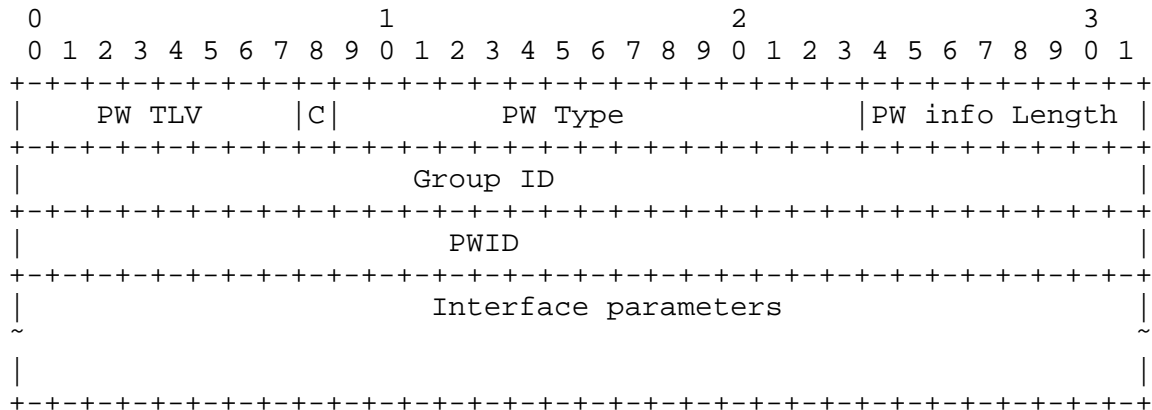 0                   1                   2                   3
 0 1 2 3 4 5 6 7 8 9 0 1 2 3 4 5 6 7 8 9 0 1 2 3 4 5 6 7 8 9 0 1
+-+-+-+-+-+-+-+-+-+-+-+-+-+-+-+-+-+-+-+-+-+-+-+-+-+-+-+-+-+-+-+-+
|    PW TLV     |C|         PW Type             |PW info Length |
+-+-+-+-+-+-+-+-+-+-+-+-+-+-+-+-+-+-+-+-+-+-+-+-+-+-+-+-+-+-+-+-+
|                      Group ID                                 |
+-+-+-+-+-+-+-+-+-+-+-+-+-+-+-+-+-+-+-+-+-+-+-+-+-+-+-+-+-+-+-+-+
|                        PWID                                   |
+-+-+-+-+-+-+-+-+-+-+-+-+-+-+-+-+-+-+-+-+-+-+-+-+-+-+-+-+-+-+-+-+
|                       Interface parameters                    |
~                                                               ~
|                                                               |
+-+-+-+-+-+-+-+-+-+-+-+-+-+-+-+-+-+-+-+-+-+-+-+-+-+-+-+-+-+-+-+-+